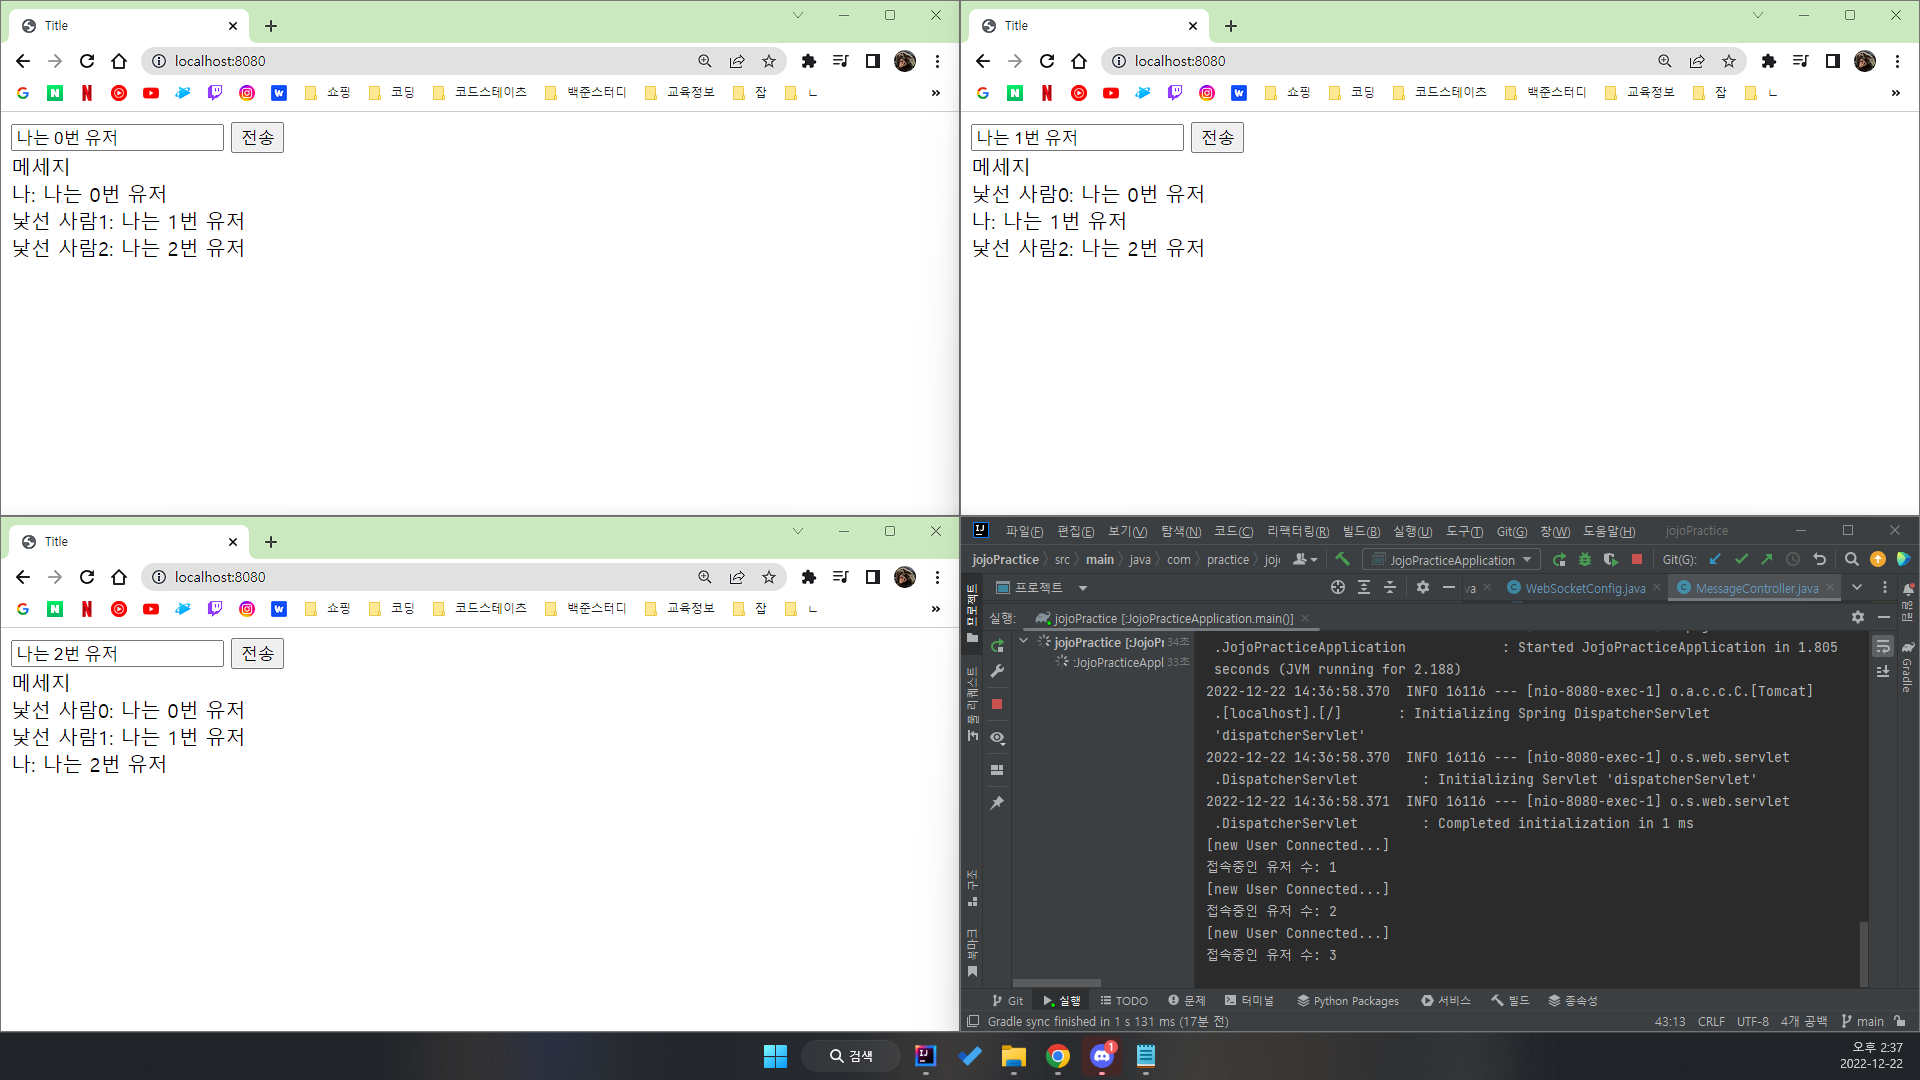 Title
localhost:8080
쇼핑
코딩
코드스테이츠
백준스터디
교육정보
잡
ㄴ
나는 0번 유저
전송
메세지
나: 나는 0번 유저
낯선 사람1: 나는 1번 유저
낯선 사람2: 나는 2번 유저
Title
localhost:8080
쇼핑
코딩
코드스테이츠
백준스터디
교육정보
잡
ㄴ
나는 1번 유저
전송
메세지
낯선 사람0: 나는 0번 유저
나: 나는 1번 유저
낯선 사람2: 나는 2번 유저
Title
localhost:8080
쇼핑
코딩
코드스테이츠
백준스터디
교육정보
잡
ㄴ
나는 2번 유저
전송
메세지
낯선 사람0: 나는 0번 유저
낯선 사람1: 나는 1번 유저
나: 나는 2번 유저
파일(F) 편집(E) 보기(V) 탐색(N) 코드(C) 리팩터링(R) 빌드(B) 실행(U) 도구(T) Git(G) 창(W) 도움말(H) jojoPractice
jojoPractice src main java com practice joj JojoPracticeApplication Git(G):
프로젝트
프로젝트 va WebSocketConfig.java MessageController.java
알림
실행: jojoPractice [:JojoPracticeApplication.main()]
jojoPractice [:JojoPr 34초
:JojoPracticeAppl 33초
풀 리퀘스트
Gradle
구조
북마크
.JojoPracticeApplication : Started JojoPracticeApplication in 1.805
seconds (JVM running for 2.188)
2022-12-22 14:36:58.370 INFO 16116 --- [nio-8080-exec-1] o.a.c.c.C.[Tomcat]
.[localhost].[/] : Initializing Spring DispatcherServlet
'dispatcherServlet'
2022-12-22 14:36:58.370 INFO 16116 --- [nio-8080-exec-1] o.s.web.servlet
.DispatcherServlet : Initializing Servlet 'dispatcherServlet'
2022-12-22 14:36:58.371 INFO 16116 --- [nio-8080-exec-1] o.s.web.servlet
.DispatcherServlet : Completed initialization in 1 ms
[new User Connected...]
접속중인 유저 수: 1
[new User Connected...]
접속중인 유저 수: 2
[new User Connected...]
접속중인 유저 수: 3
Git 실행 TODO 문제 터미널 Python Packages 서비스 빌드 종속성
Gradle sync finished in 1 s 131 ms (17분 전) 43:13 CRLF UTF-8 4개 공백 main
검색
1
오후 2:37
2022-12-22